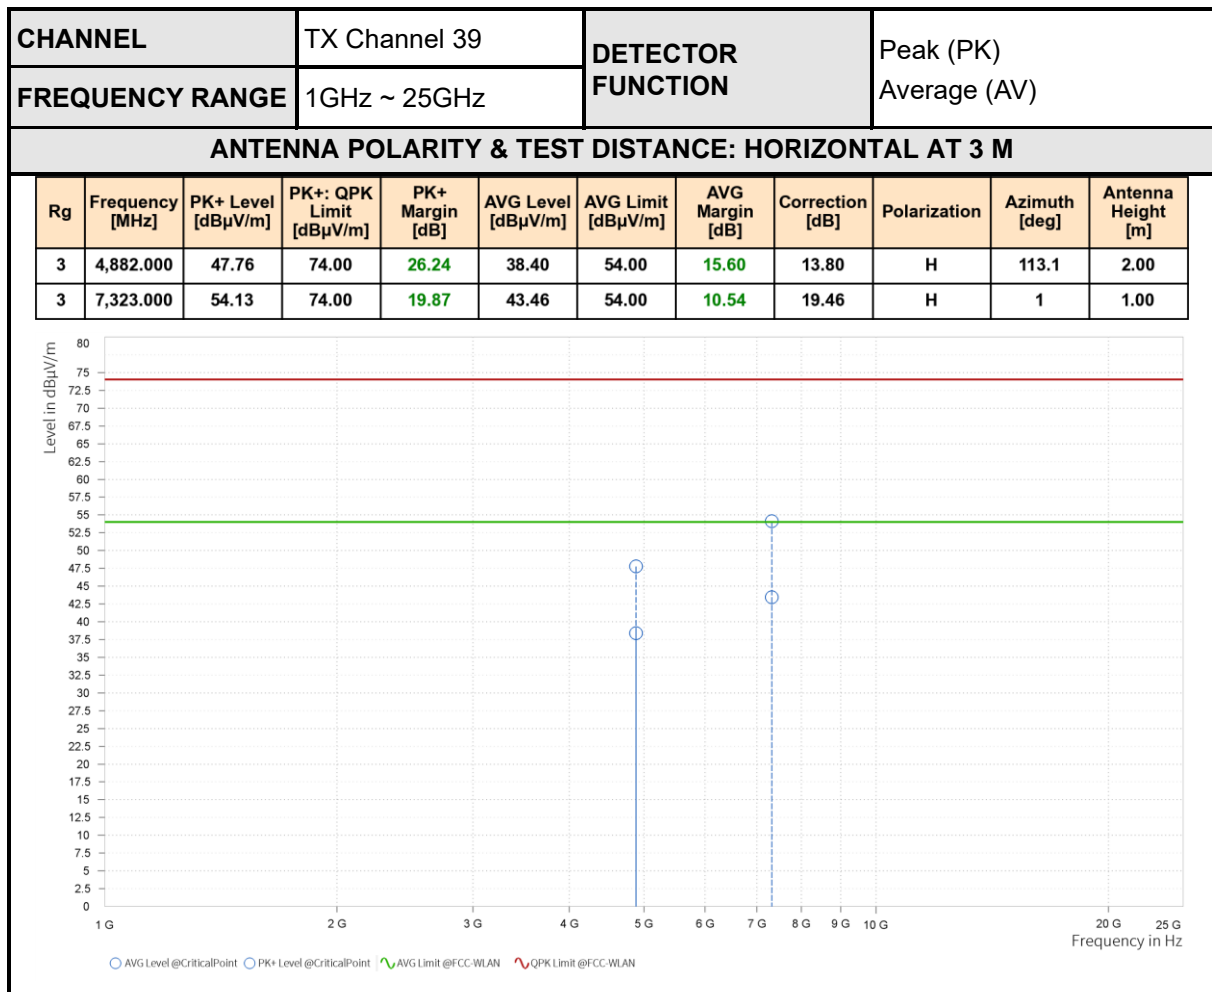 CHANNEL TX Channel 39
FREQUENCY RANGE 1GHz ~ 25GHz
DETECTOR
FUNCTION
Peak (PK)
Average (AV)
ANTENNA POLARITY & TEST DISTANCE: HORIZONTAL AT 3 M
Rg Frequency [MHz] PK+ Level [dBµV/m] PK+: QPK Limit [dBµV/m] PK+ Margin [dB] AVG Level [dBµV/m] AVG Limit [dBµV/m] AVG Margin [dB] Correction [dB] Polarization Azimuth [deg] Antenna Height [m]
3 4,882.000 47.76 74.00 26.24 38.40 54.00 15.60 13.80 H 113.1 2.00
3 7,323.000 54.13 74.00 19.87 43.46 54.00 10.54 19.46 H 1 1.00
Level in dBµV/m
80
75
72.5
70
67.5
65
62.5
60
57.5
55
52.5
50
47.5
45
42.5
40
37.5
35
32.5
30
27.5
25
22.5
20
17.5
15
12.5
10
7.5
5
2.5
0
1 G 2 G 3 G 4 G 5 G 6 G 7 G 8 G 9 G 10 G 20 G 25 G
Frequency in Hz
AVG Level @CriticalPoint PK+ Level @CriticalPoint AVG Limit @FCC-WLAN QPK Limit @FCC-WLAN